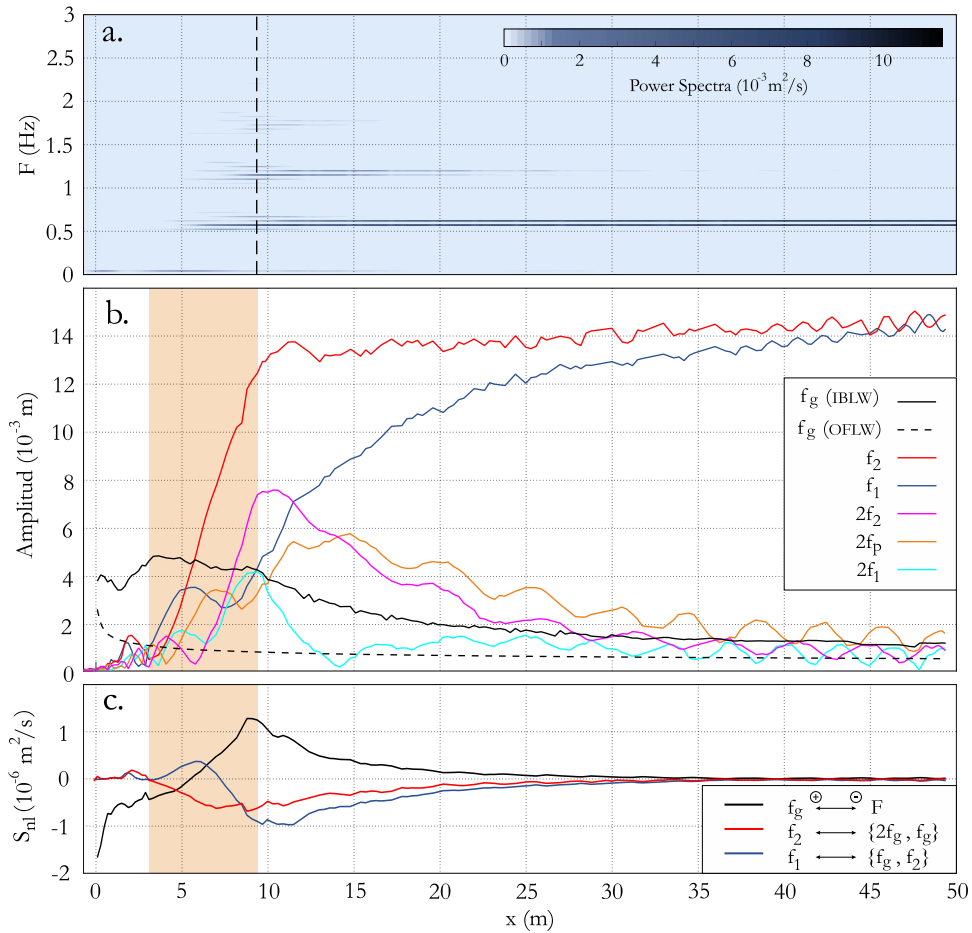 a.
3
2.5
2
1.5
1
0.5
0
F (Hz)
0 2 4 6 8 10
Power Spectra (10⁻³m²/s)
b.
14
12
10
8
6
4
2
0
Amplitud (10⁻³ m)
f_g (IBLW)
f_g (OFLW)
f₂
f₁
2f₂
2f_p
2f₁
c.
1
0
-1
-2
S_nl (10⁻⁶ m²/s)
f_g ⊕ ⟷ ⊖ F
f₂ ⟷ {2f_g , f_g}
f₁ ⟷ {f_g , f₂}
0 5 10 15 20 25 30 35 40 45 50
x (m)